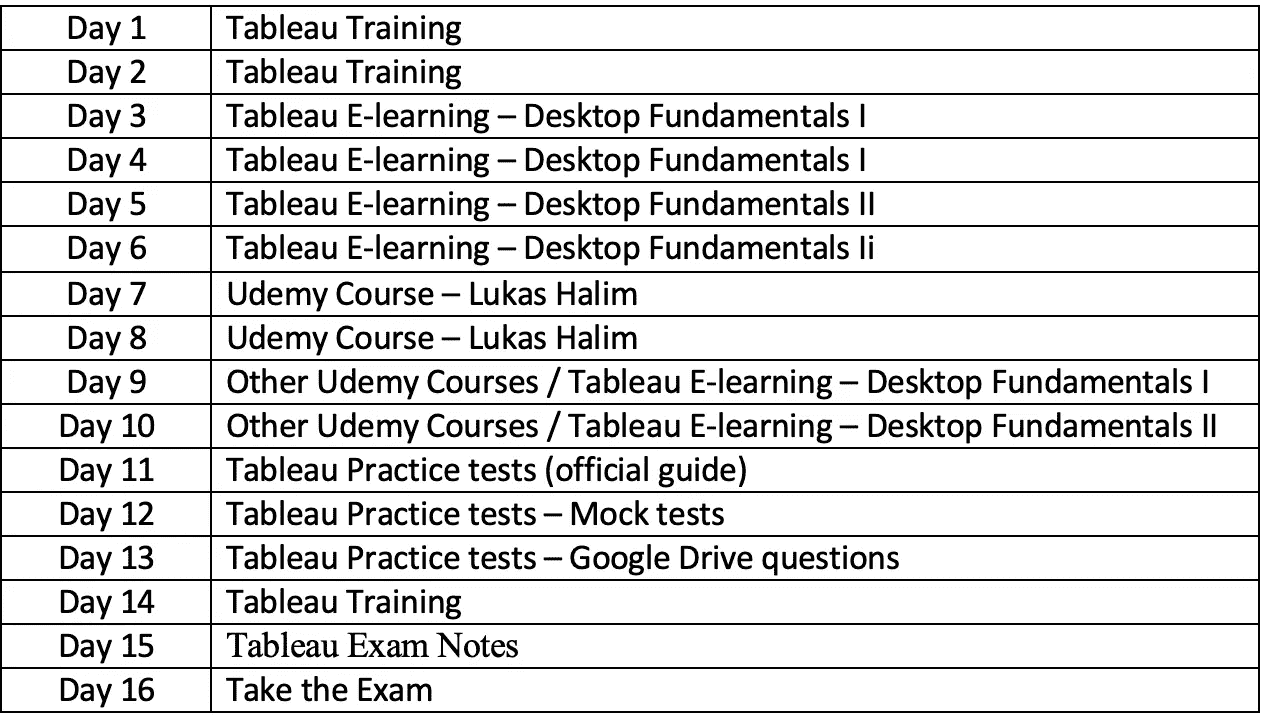 Day 1 Tableau Training
Day 2 Tableau Training
Day 3 Tableau E-learning – Desktop Fundamentals I
Day 4 Tableau E-learning – Desktop Fundamentals I
Day 5 Tableau E-learning – Desktop Fundamentals II
Day 6 Tableau E-learning – Desktop Fundamentals Ii
Day 7 Udemy Course – Lukas Halim
Day 8 Udemy Course – Lukas Halim
Day 9 Other Udemy Courses / Tableau E-learning – Desktop Fundamentals I
Day 10 Other Udemy Courses / Tableau E-learning – Desktop Fundamentals II
Day 11 Tableau Practice tests (official guide)
Day 12 Tableau Practice tests – Mock tests
Day 13 Tableau Practice tests – Google Drive questions
Day 14 Tableau Training
Day 15 Tableau Exam Notes
Day 16 Take the Exam